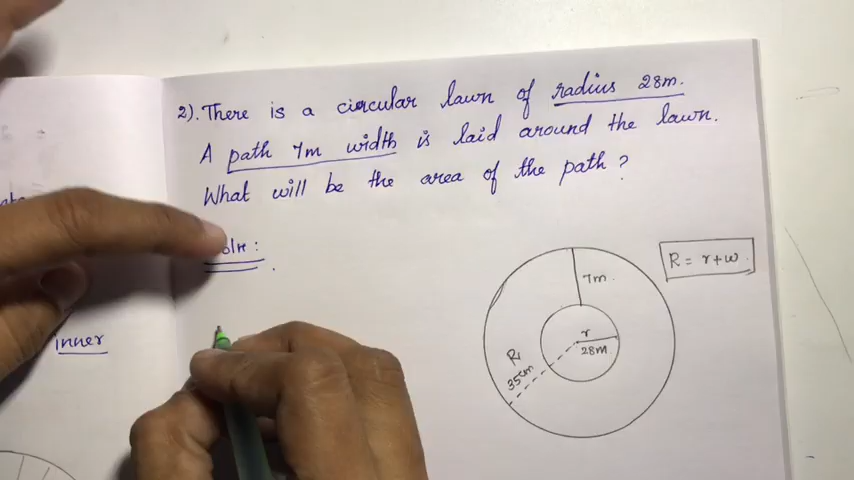 2). There is a circular lawn of radius 28m.
A path 7m width is laid around the lawn.
What will be the area of the path?
R = r+w
7m.
r
28m
R
35cm
inner